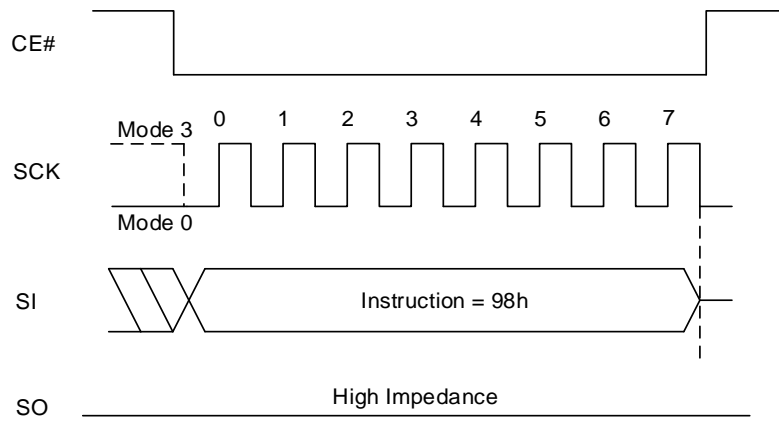 CE#
Mode 3 0 1 2 3 4 5 6 7
SCK
Mode 0
SI Instruction = 98h
High Impedance
SO